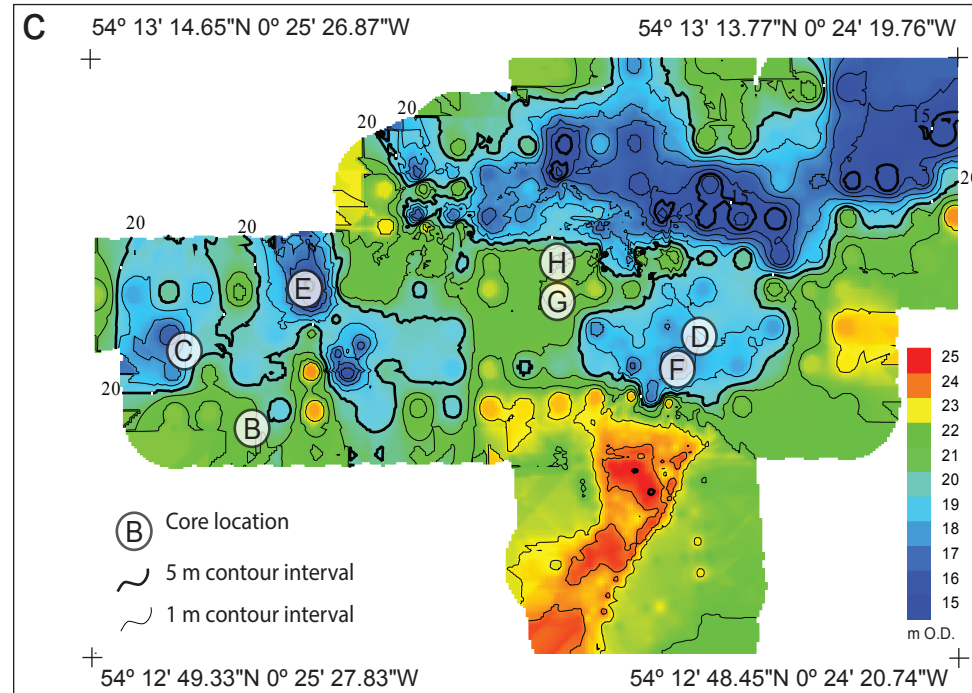 C
54º 13' 14.65"N 0º 25' 26.87"W
54º 13' 13.77"N 0º 24' 19.76"W
20
20
15
15
20
20
20
H
G
E
C
D
F
B
20
25
24
23
22
21
20
19
18
17
16
15
m O.D.
B Core location
5 m contour interval
1 m contour interval
54º 12' 49.33"N 0º 25' 27.83"W
54º 12' 48.45"N 0º 24' 20.74"W